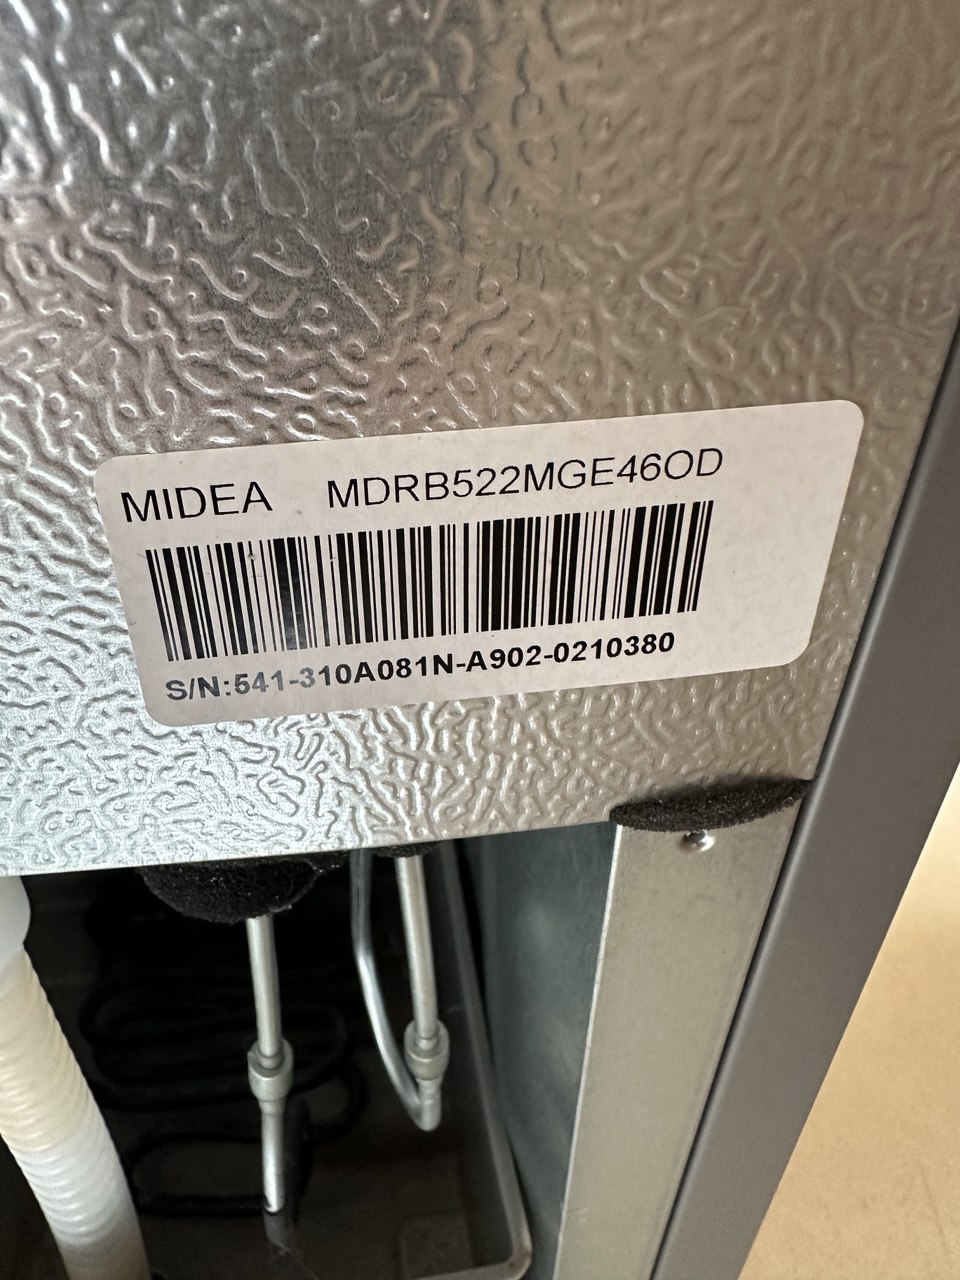 MIDEA MDRB522MGE46OD
S/N:541-310A081N-A902-0210380